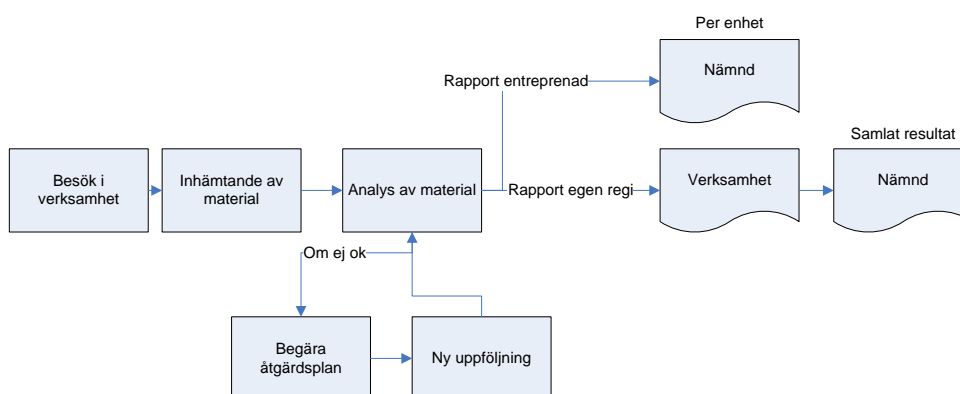 Per enhet
Nämnd
Rapport entreprenad
Samlat resultat
Besök i
verksamhet
Inhämtande av
material
Analys av material
Rapport egen regi
Verksamhet
Nämnd
Om ej ok
Begära
åtgärdsplan
Ny uppföljning